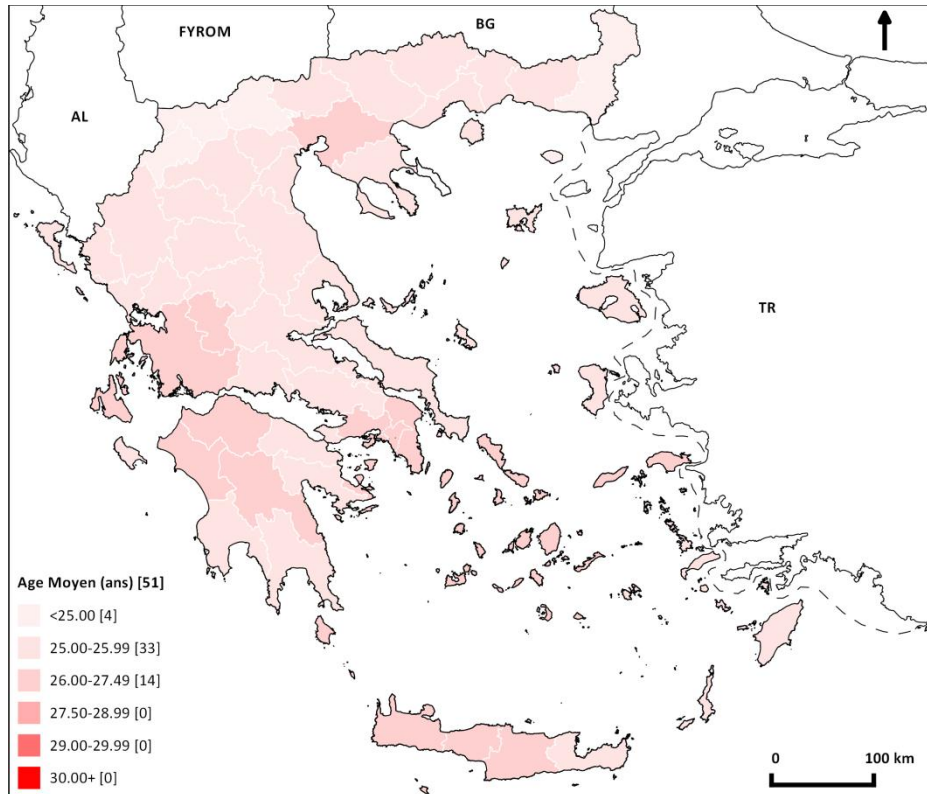 FYROM
BG
AL
TR
Age Moyen (ans) [51]
<25.00 [4]
25.00-25.99 [33]
26.00-27.49 [14]
27.50-28.99 [0]
29.00-29.99 [0]
30.00+ [0]
0 100 km